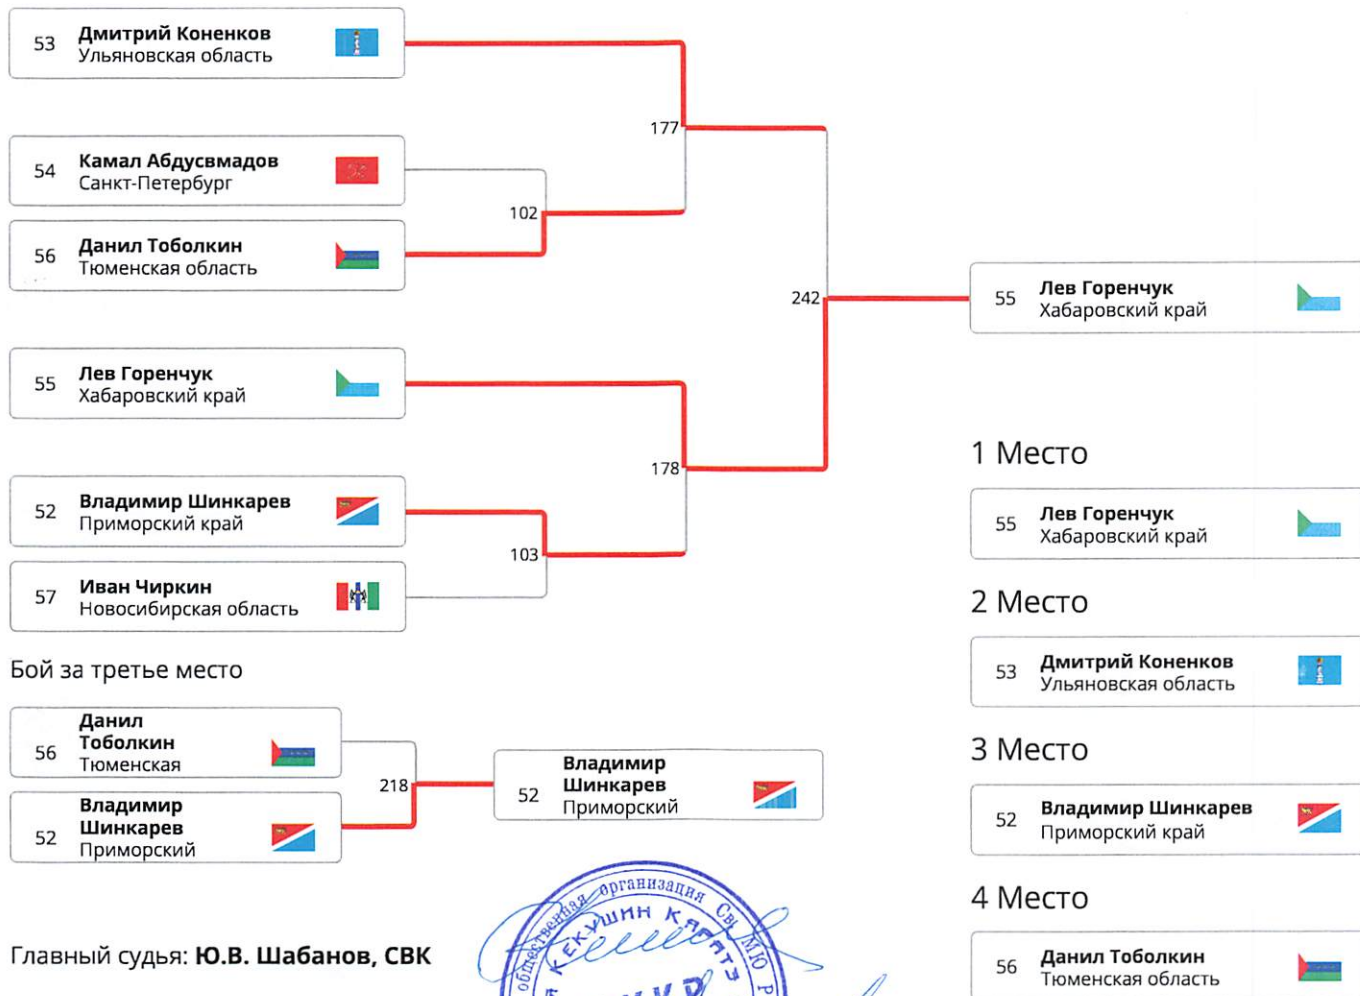 53 Дмитрий Коненков
Ульяновская область
177
54 Камал Абдусвмадов
Санкт-Петербург
102
56 Данил Тоболкин
Тюменская область
242
55 Лев Горенчук
Хабаровский край
55 Лев Горенчук
Хабаровский край
178
52 Владимир Шинкарев
Приморский край
103
57 Иван Чиркин
Новосибирская область
1 Место
55 Лев Горенчук
Хабаровский край
2 Место
53 Дмитрий Коненков
Ульяновская область
3 Место
52 Владимир Шинкарев
Приморский край
4 Место
56 Данил Тоболкин
Тюменская область
Бой за третье место
56 Данил
Тоболкин
Тюменская
218
52 Владимир
Шинкарев
Приморский
52 Владимир
Шинкарев
Приморский
Главный судья: Ю.В. Шабанов, СВК
общественная организация
КЕКУШИН